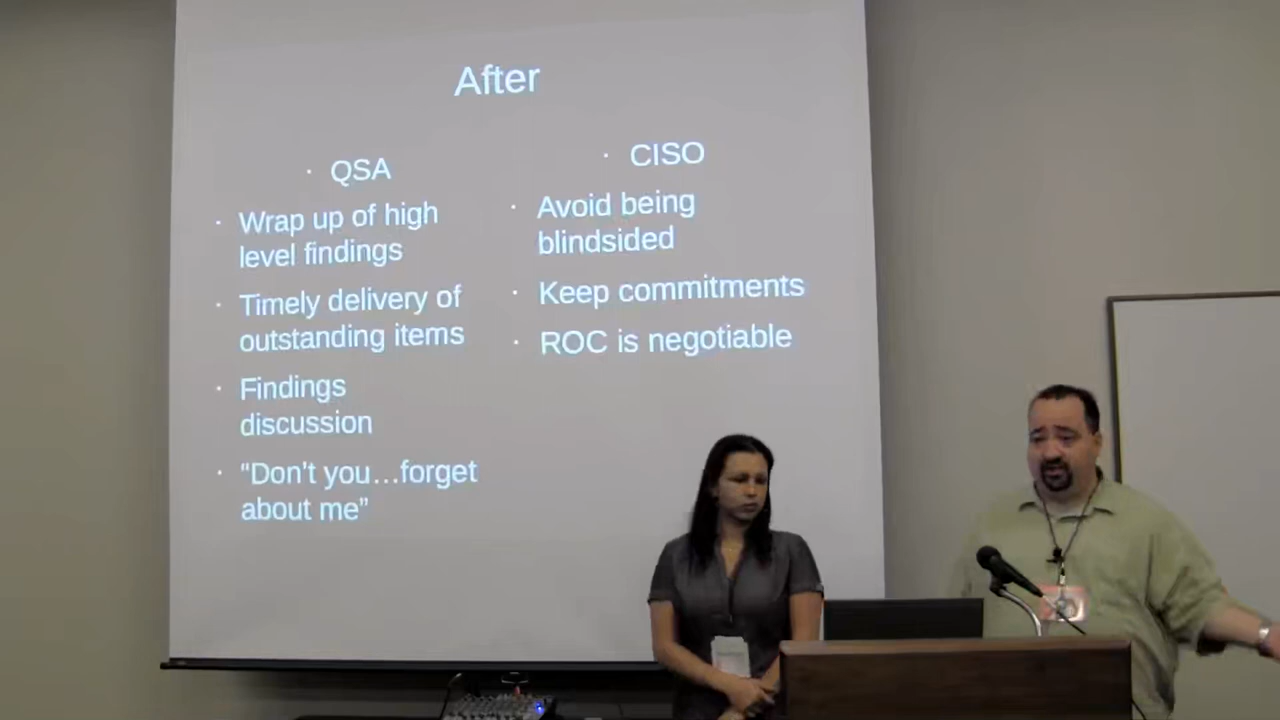 After
· QSA
· Wrap up of high
level findings
· Timely delivery of
outstanding items
· Findings
discussion
· “Don’t you…forget
about me”
· CISO
· Avoid being
blindsided
· Keep commitments
· ROC is negotiable